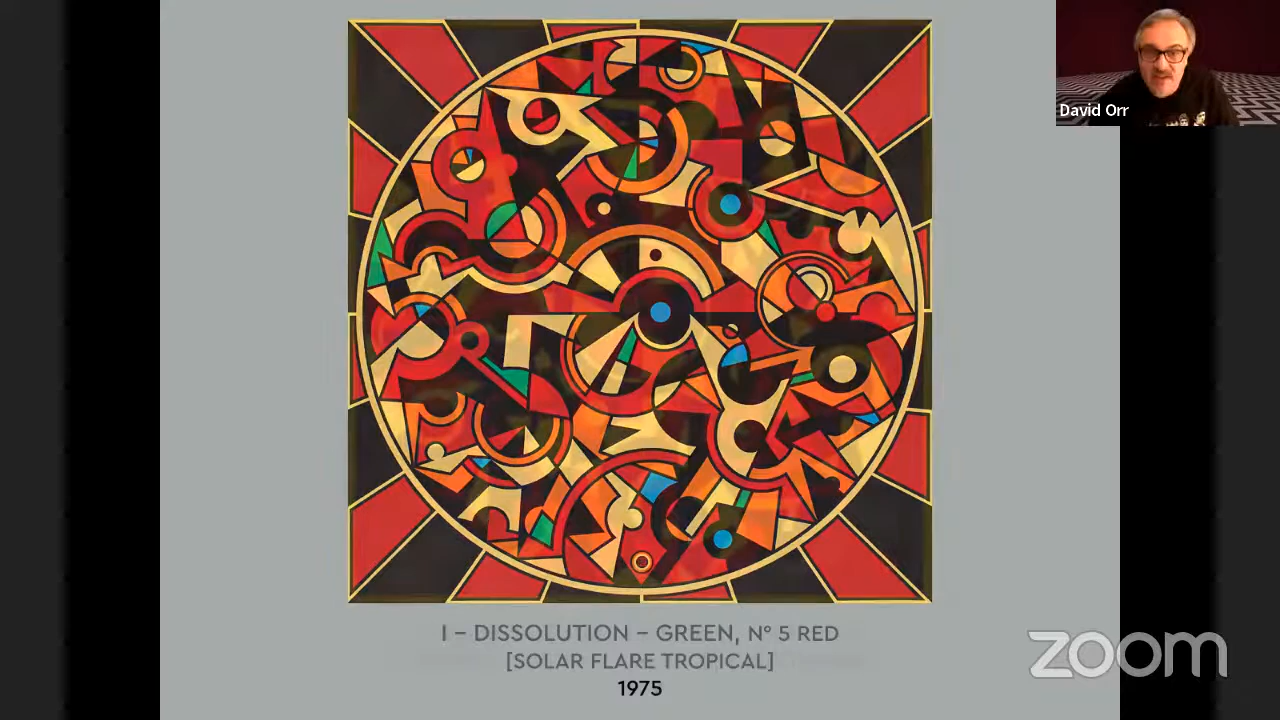 David Orr
I – DISSOLUTION – GREEN, Nº 5 RED
[SOLAR FLARE TROPICAL]
1975
zoom